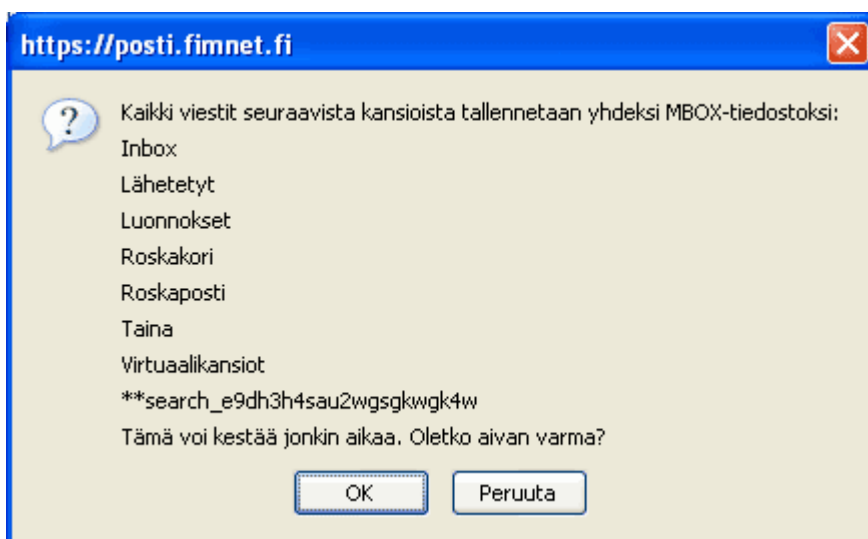 https://posti.fimnet.fi
Kaikki viestit seuraavista kansioista tallennetaan yhdeksi MBOX-tiedostoksi:
Inbox
Lähetetyt
Luonnokset
Roskakori
Roskaposti
Taina
Virtuaalikansiot
**search_e9dh3h4sau2wgsgkwgk4w
Tämä voi kestää jonkin aikaa. Oletko aivan varma?
OK Peruuta